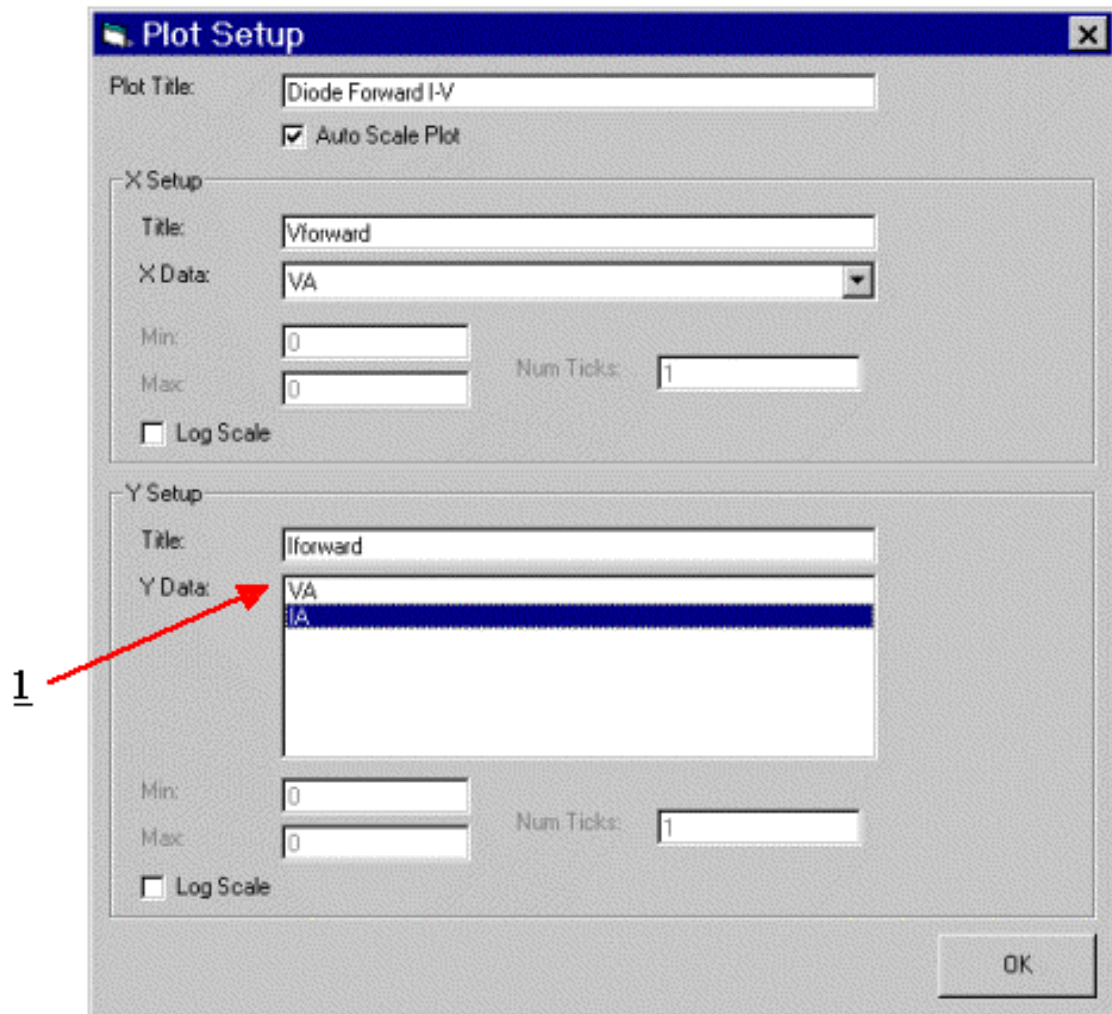 Plot Setup
Plot Title: Diode Forward I-V
Auto Scale Plot
X Setup
Title: Vforward
X Data: VA
Min: 0
Num Ticks: 1
Max: 0
Log Scale
Y Setup
Title: Iforward
Y Data: VA
IA
1
Min: 0
Num Ticks: 1
Max: 0
Log Scale
OK